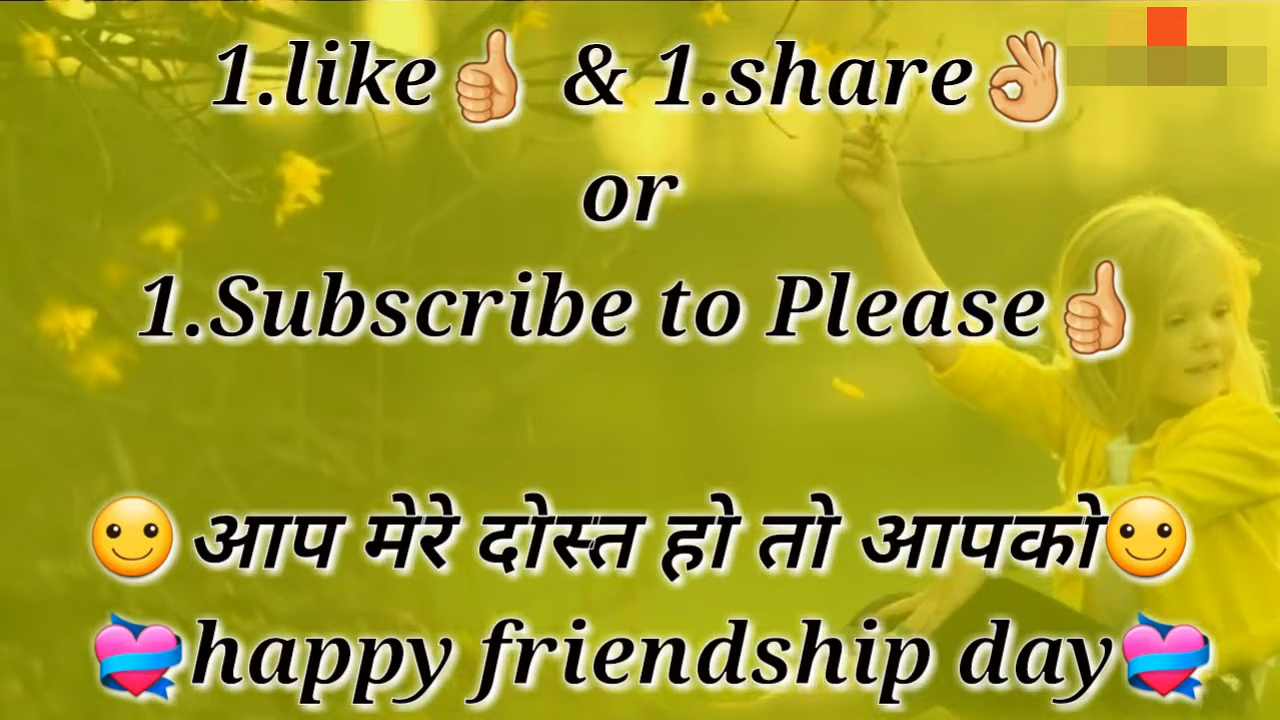 1.like👍 & 1.share👌
or
1.Subscribe to Please👍
🙂आप मेरे दोस्त हो तो आपको🙂
💝happy friendship day💝